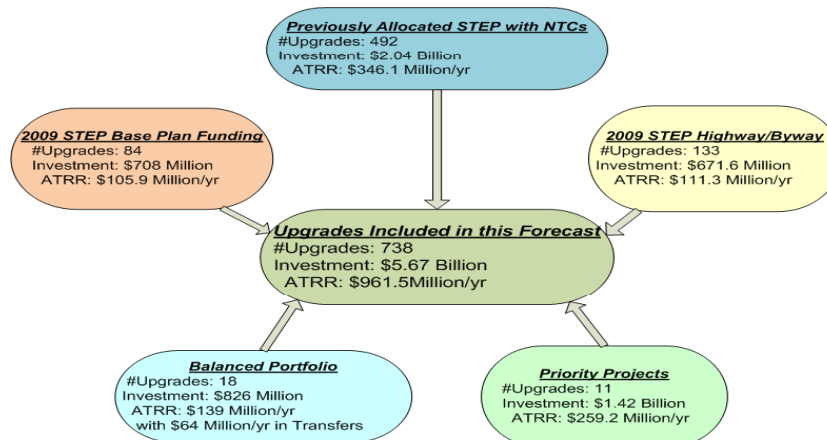 Previously Allocated STEP with NTCs
#Upgrades: 492
Investment: $2.04 Billion
ATRR: $346.1 Million/yr
2009 STEP Base Plan Funding
#Upgrades: 84
Investment: $708 Million
ATRR: $105.9 Million/yr
2009 STEP Highway/Byway
#Upgrades: 133
Investment: $671.6 Million
ATRR: $111.3 Million/yr
Upgrades Included in this Forecast
#Upgrades: 738
Investment: $5.67 Billion
ATRR: $961.5Million/yr
Balanced Portfolio
#Upgrades: 18
Investment: $826 Million
ATRR: $139 Million/yr
with $64 Million/yr in Transfers
Priority Projects
#Upgrades: 11
Investment: $1.42 Billion
ATRR: $259.2 Million/yr